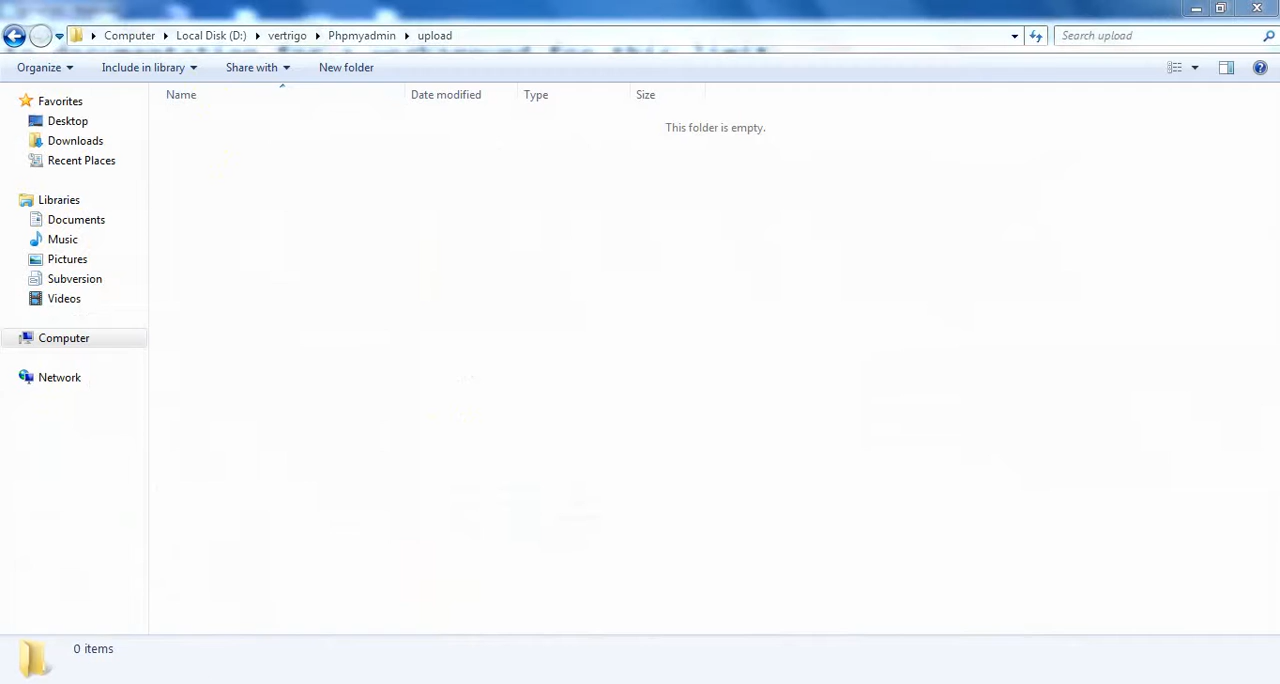 Computer Local Disk (D:) vertrigo Phpmyadmin upload Search upload
Organize Include in library Share with New folder
Name Date modified Type Size
This folder is empty.
Favorites
Desktop
Downloads
Recent Places
Libraries
Documents
Music
Pictures
Subversion
Videos
Computer
Network
0 items